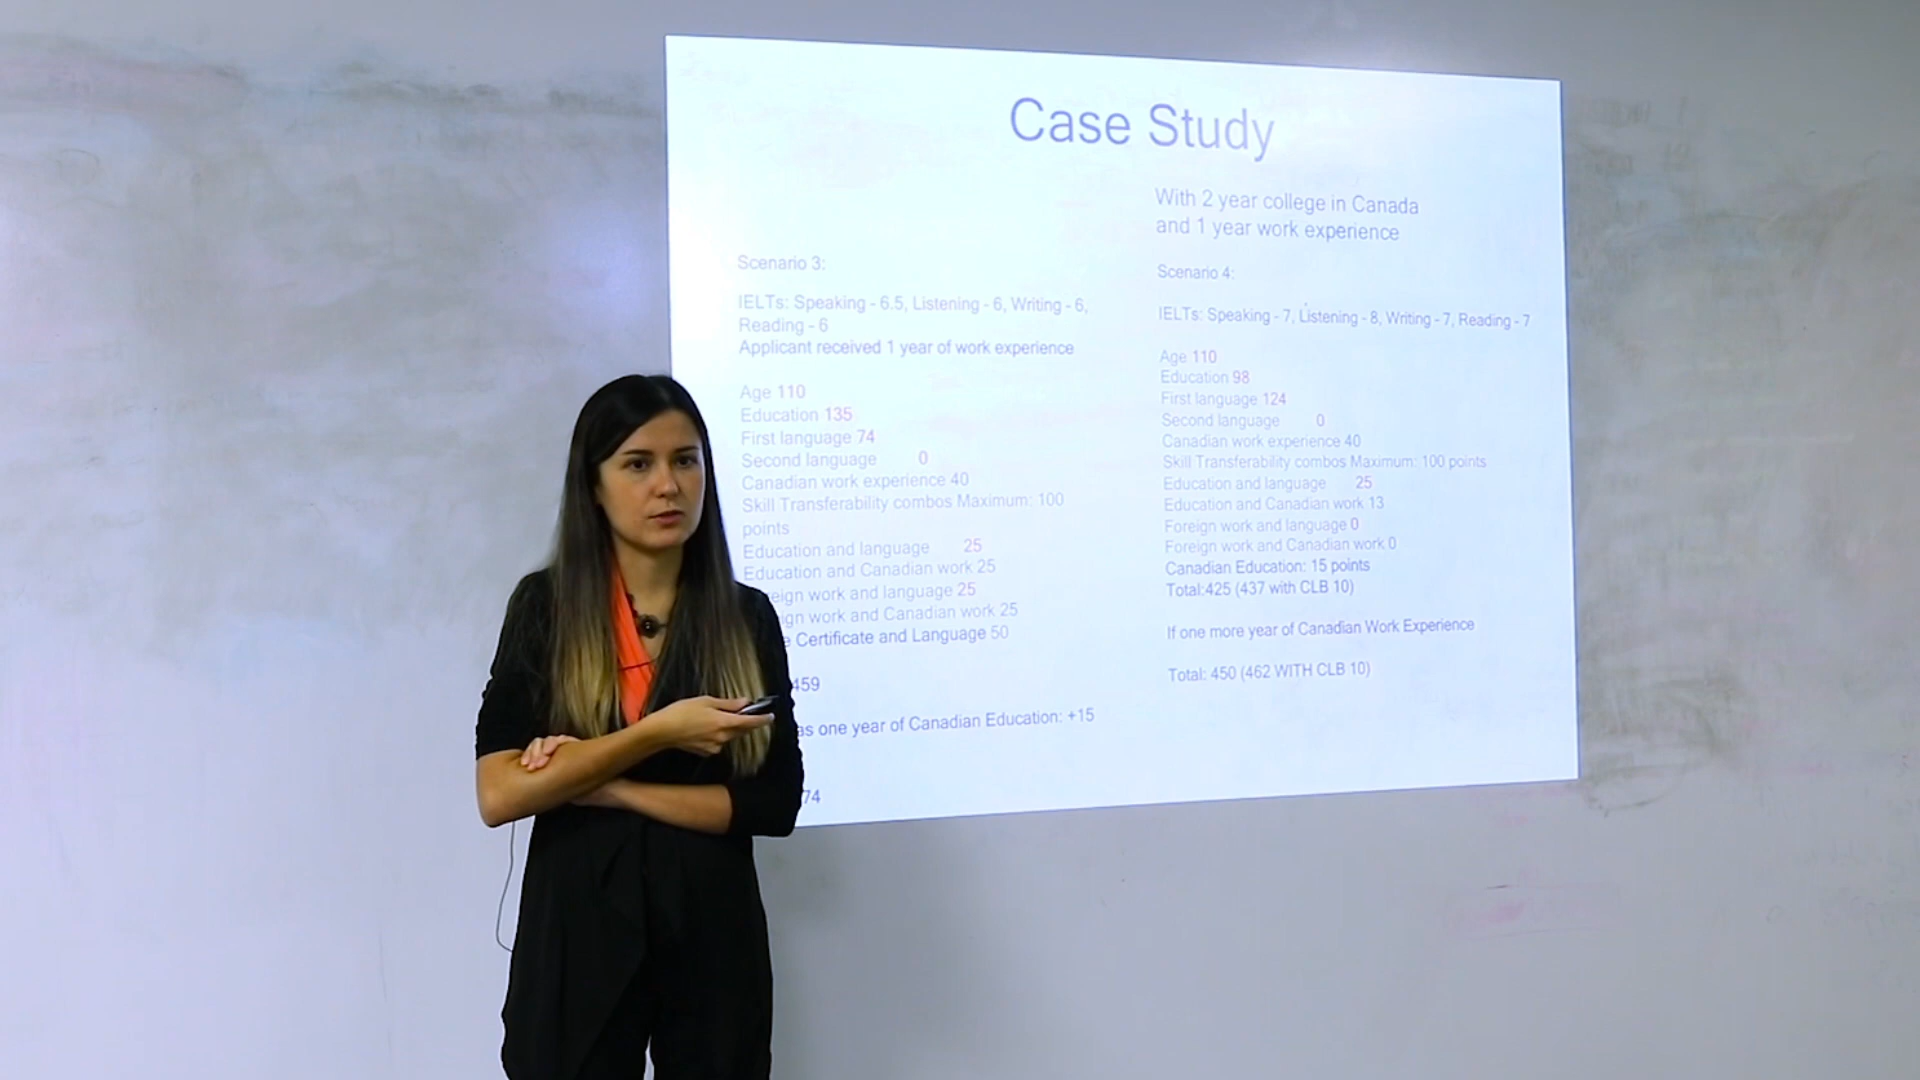 Case Study
Scenario 3:
IELTs: Speaking - 6.5, Listening - 6, Writing - 6,
Reading - 6
Applicant received 1 year of work experience
Age 110
Education 135
First language 74
Second language 0
Canadian work experience 40
Skill Transferability combos Maximum: 100
points
Education and language 25
Education and Canadian work 25
work and language 25
work and Canadian work 25
Certificate and Language 50
459
one year of Canadian Education: +15
74
With 2 year college in Canada
and 1 year work experience
Scenario 4:
IELTs: Speaking - 7, Listening - 8, Writing - 7, Reading - 7
Age 110
Education 98
First language 124
Second language 0
Canadian work experience 40
Skill Transferability combos Maximum: 100 points
Education and language 25
Education and Canadian work 13
Foreign work and language 0
Foreign work and Canadian work 0
Canadian Education: 15 points
Total:425 (437 with CLB 10)
If one more year of Canadian Work Experience
Total: 450 (462 WITH CLB 10)